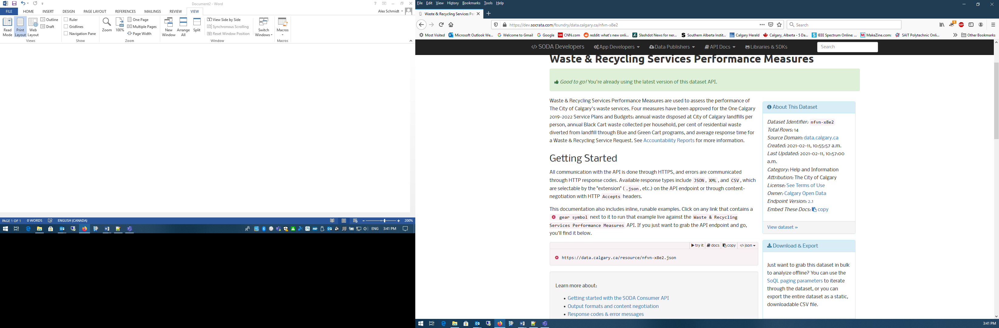 Document2 - Word
FILE HOME INSERT DESIGN PAGE LAYOUT REFERENCES MAILINGS REVIEW VIEW
Alex Schmidt
Read Mode
Print Layout
Web Layout
Outline
Draft
Views
Ruler
Gridlines
Navigation Pane
Show
Zoom
100%
One Page
Multiple Pages
Page Width
Zoom
New Window
Arrange All
Split
View Side by Side
Synchronous Scrolling
Reset Window Position
Window
Switch Windows
Macros
Macros
PAGE 1 OF 1 0 WORDS ENGLISH (CANADA)
200%
ENG 3:41 PM
File Edit View History Bookmarks Tools Help
Waste & Recycling Services Per
https://dev.socrata.com/foundry/data.calgary.ca/nfvn-x8e2
Search
Most Visited Microsoft Outlook We... Welcome to Gmail Google CNN.com reddit: what's new onli... Slashdot News for ner... Southern Alberta Instit... Calgary Herald Calgary, Alberta - 5 Da... IEEE Spectrum Online: ... MakeZine.com: SAIT Polytechnic Onli... Other Bookmarks
</> SODA Developers App Developers Data Publishers API Docs Libraries & SDKs Search
Waste & Recycling Services Performance Measures
Good to go! You're already using the latest version of this dataset API.
Waste & Recycling Services Performance Measures are used to assess the performance of
The City of Calgary's waste services. Four measures have been approved for the One Calgary
2019-2022 Service Plans and Budgets: annual waste disposed at City of Calgary landfills per
person, annual Black Cart waste collected per household, per cent of residential waste
diverted from landfill through Blue and Green Cart programs, and average response time for
a Waste & Recycling Service Request. See Accountability Reports for more information.
Getting Started
All communication with the API is done through HTTPS, and errors are communicated
through HTTP response codes. Available response types include JSON, XML, and CSV, which
are selectable by the "extension" (.json, etc.) on the API endpoint or through content-
negotiation with HTTP Accepts headers.
This documentation also includes inline, runable examples. Click on any link that contains a
gear symbol next to it to run that example live against the Waste & Recycling
Services Performance Measures API. If you just want to grab the API endpoint and go,
you'll find it below.
try it docs copy </> json
https://data.calgary.ca/resource/nfvn-x8e2.json
Learn more about:
• Getting started with the SODA Consumer API
• Output formats and content negotiation
• Response codes & error messages
About This Dataset
Dataset Identifier: nfvn-x8e2
Total Rows: 14
Source Domain: data.calgary.ca
Created: 2021-02-11, 10:55:57 a.m.
Last Updated: 2021-02-11, 10:57:00
a.m.
Category: Help and Information
Attribution: The City of Calgary
License: See Terms of Use
Owner: Calgary Open Data
Endpoint Version: 2.1
Embed These Docs: copy
View dataset »
Download & Export
Just want to grab this dataset in bulk
to analyize offline? You can use the
SoQL paging parameters to iterate
through the dataset, or you can
export the entire dataset as a static,
downloadable CSV file.
3:41 PM